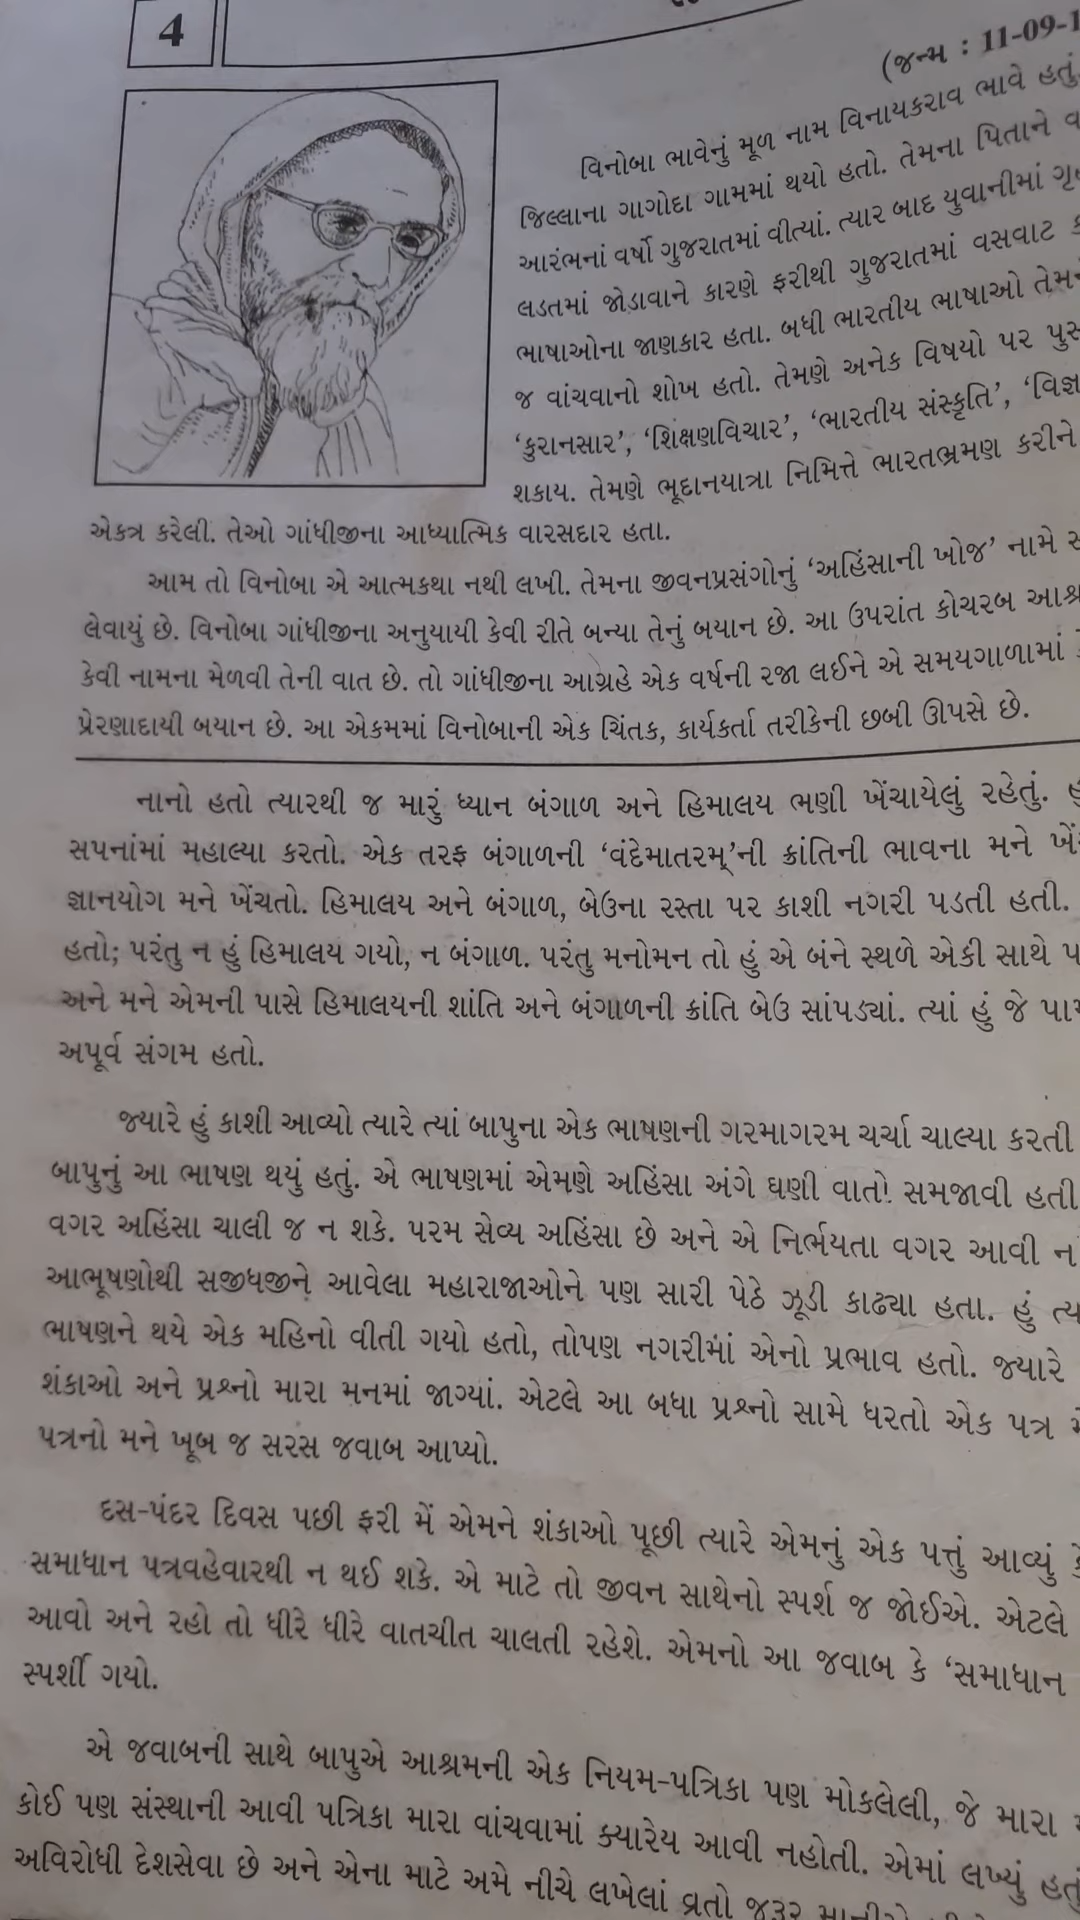 4
(જન્મ : 11-09-1
વિનોબા ભાવેનું મૂળ નામ વિનાયકરાવ ભાવે હતું
જિલ્લાના ગાગોદા ગામમાં થયો હતો. તેમના પિતાને વ
આરંભનાં વર્ષો ગુજરાતમાં વીત્યાં. ત્યાર બાદ યુવાનીમાં
લડતમાં જોડાવાને કારણે ફરીથી ગુજરાતમાં વસવાટ
ભાષાઓના જાણકાર હતા. બધી ભારતીય ભાષાઓ
જ વાંચવાનો શોખ હતો. તેમણે અનેક વિષયો પર
‘કુરાનસાર’, ‘શિક્ષણવિચાર’, ‘ભારતીય સંસ્કૃતિ’, ‘વિજ્ઞ
શકાય. તેમણે ભૂદાનયાત્રા નિમિત્તે ભારતભ્રમણ કરીને
એકત્ર કરેલી. તેઓ ગાંધીજીના આધ્યાત્મિક વારસદાર હતા.
આમ તો વિનોબા એ આત્મકથા નથી લખી. તેમના જીવનપ્રસંગોનું ‘અહિંસાની ખોજ’ નામે
લેવાયું છે. વિનોબા ગાંધીજીના અનુયાયી કેવી રીતે બન્યા તેનું બયાન છે. આ ઉપરાંત કોચરબ આશ્ર
કેવી નામના મેળવી તેની વાત છે. તો ગાંધીજીના આગ્રહે એક વર્ષની રજા લઈને એ સમયગાળામાં
પ્રેરણાદાયી બયાન છે. આ એકમમાં વિનોબાની એક ચિંતક, કાર્યકર્તા તરીકેની છબી ઊપસે છે.
નાનો હતો ત્યારથી જ મારું ધ્યાન બંગાળ અને હિમાલય ભણી ખેંચાયેલું રહેતું.
સપનાંમાં મહાલ્યા કરતો. એક તરફ બંગાળની ‘વંદેમાતરમ્’ની ક્રાંતિની ભાવના મને
જ્ઞાનયોગ મને ખેંચતો. હિમાલય અને બંગાળ, બેઉના રસ્તા પર કાશી નગરી પડતી હતી.
હતો; પરંતુ ન હું હિમાલય ગયો, ન બંગાળ. પરંતુ મનોમન તો હું એ બંને સ્થળે એકી સાથે
અને મને એમની પાસે હિમાલયની શાંતિ અને બંગાળની ક્રાંતિ બેઉ સાંપડ્યાં. ત્યાં હું જે
અપૂર્વ સંગમ હતો.
જ્યારે હું કાશી આવ્યો ત્યારે ત્યાં બાપુના એક ભાષણની ગરમાગરમ ચર્ચા ચાલ્યા કરતી
બાપુનું આ ભાષણ થયું હતું. એ ભાષણમાં એમણે અહિંસા અંગે ઘણી વાતો સમજાવી હતી
વગર અહિંસા ચાલી જ ન શકે. પરમ સેવ્ય અહિંસા છે અને એ નિર્ભયતા વગર આવી ન
આભૂષણોથી સજીધજીને આવેલા મહારાજાઓને પણ સારી પેઠે ઝૂડી કાઢ્યા હતા. હું
ભાષણને થયે એક મહિનો વીતી ગયો હતો, તોપણ નગરીમાં એનો પ્રભાવ હતો. જ્યારે
શંકાઓ અને પ્રશ્નો મારા મનમાં જાગ્યાં. એટલે આ બધા પ્રશ્નો સામે ધરતો એક પત્ર
પત્રનો મને ખૂબ જ સરસ જવાબ આપ્યો.
દસ-પંદર દિવસ પછી ફરી મેં એમને શંકાઓ પૂછી ત્યારે એમનું એક પત્તું આવ્યું
સમાધાન પત્રવહેવારથી ન થઈ શકે. એ માટે તો જીવન સાથેનો સ્પર્શ જ જોઈએ. એટલે
આવો અને રહો તો ધીરે ધીરે વાતચીત ચાલતી રહેશે. એમનો આ જવાબ કે ‘સમાધાન
સ્પર્શી ગયો.
એ જવાબની સાથે બાપુએ આશ્રમની એક નિયમ-પત્રિકા પણ મોકલેલી, જે મારા
કોઈ પણ સંસ્થાની આવી પત્રિકા મારા વાંચવામાં ક્યારેય આવી નહોતી. એમાં લખ્યું
અવિરોધી દેશસેવા છે અને એના માટે અમે નીચે લખેલાં વ્રતો જરૂર